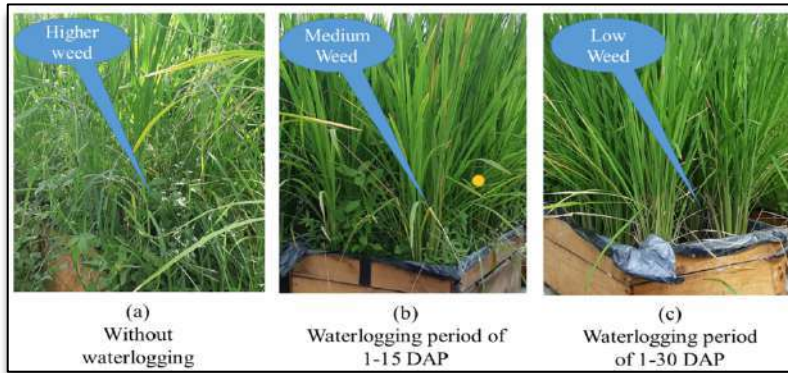 Higher
weed
Medium
Weed
Low
Weed
(a)
Without
waterlogging
(b)
Waterlogging period of
1-15 DAP
(c)
Waterlogging period
of 1-30 DAP